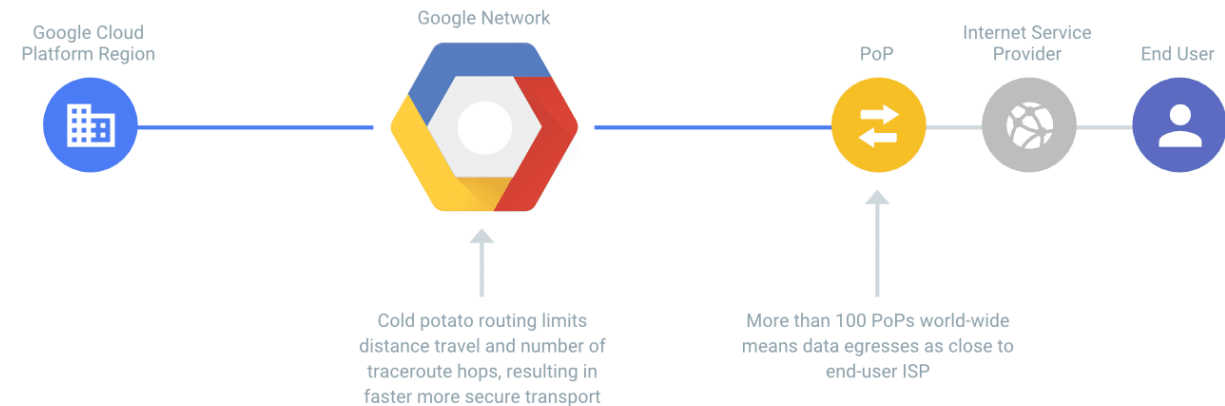 Google Cloud
Platform Region
Google Network
PoP
Internet Service
Provider
End User
Cold potato routing limits
distance travel and number of
traceroute hops, resulting in
faster more secure transport
More than 100 PoPs world-wide
means data egresses as close to
end-user ISP